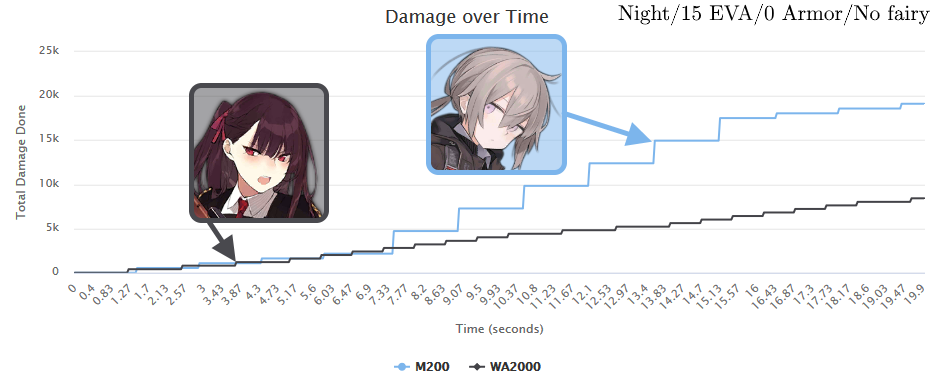 Damage over Time
Night/15 EVA/0 Armor/No fairy
Total Damage Done
25k
20k
15k
10k
5k
0
0 0.4 0.83 1.27 1.7 2.13 2.57 3 3.43 3.87 4.3 4.73 5.17 5.6 6.03 6.47 6.9 7.33 7.77 8.2 8.63 9.07 9.5 9.93 10.37 10.8 11.23 11.67 12.1 12.53 12.97 13.4 13.83 14.27 14.7 15.13 15.57 16 16.43 16.87 17.3 17.73 18.17 18.6 19.03 19.47 19.9
Time (seconds)
M200 WA2000